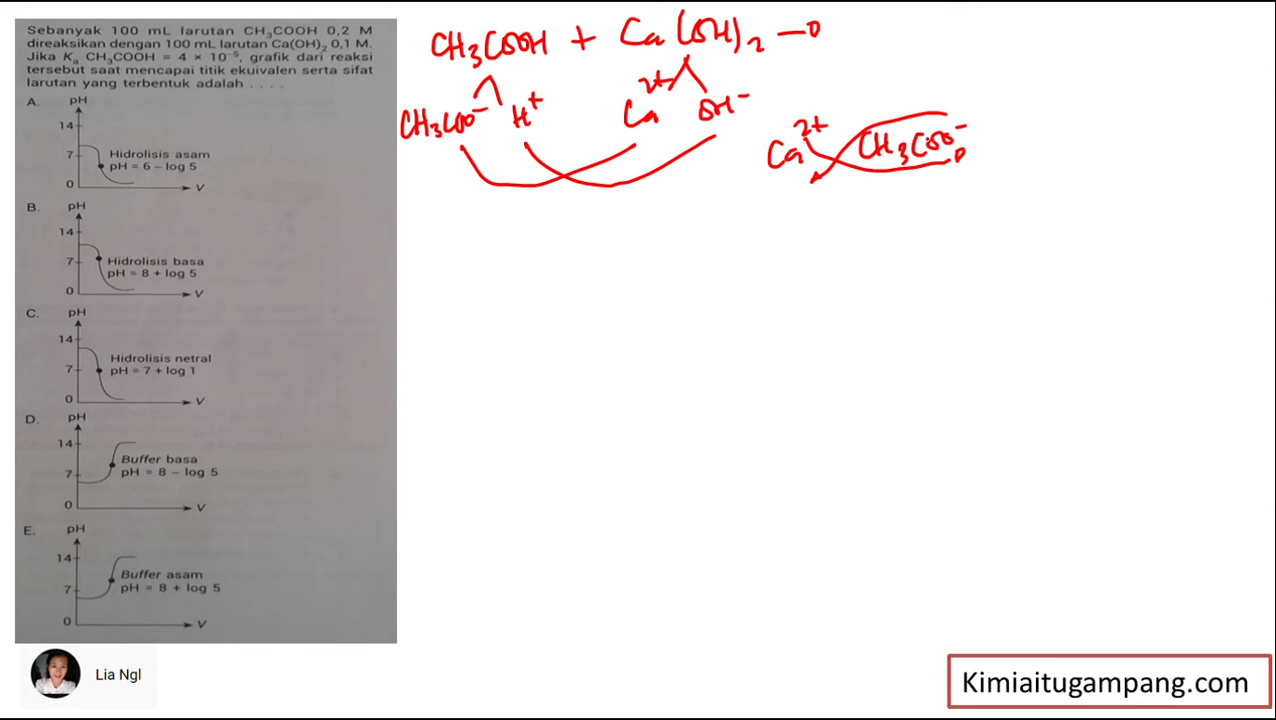 Sebanyak 100 mL larutan CH₃COOH 0,2 M
direaksikan dengan 100 mL larutan Ca(OH)₂ 0,1 M.
Jika Kₐ CH₃COOH = 4 × 10⁻⁵, grafik dari reaksi
tersebut saat mencapai titik ekuivalen serta sifat
larutan yang terbentuk adalah . . . .
A. pH
14
7
Hidrolisis asam
pH = 6 – log 5
0
V
B. pH
14
7
Hidrolisis basa
pH = 8 + log 5
0
V
C. pH
14
Hidrolisis netral
7
pH = 7 + log 1
0
V
D. pH
14
Buffer basa
7
pH = 8 – log 5
0
V
E. pH
14
Buffer asam
7
pH = 8 + log 5
0
V
CH3COOH + Ca(OH)2 →
CH3COO⁻ H⁺ Ca²⁺ OH⁻
Ca²⁺ CH3COO⁻
Lia Ngl
Kimiaitugampang.com